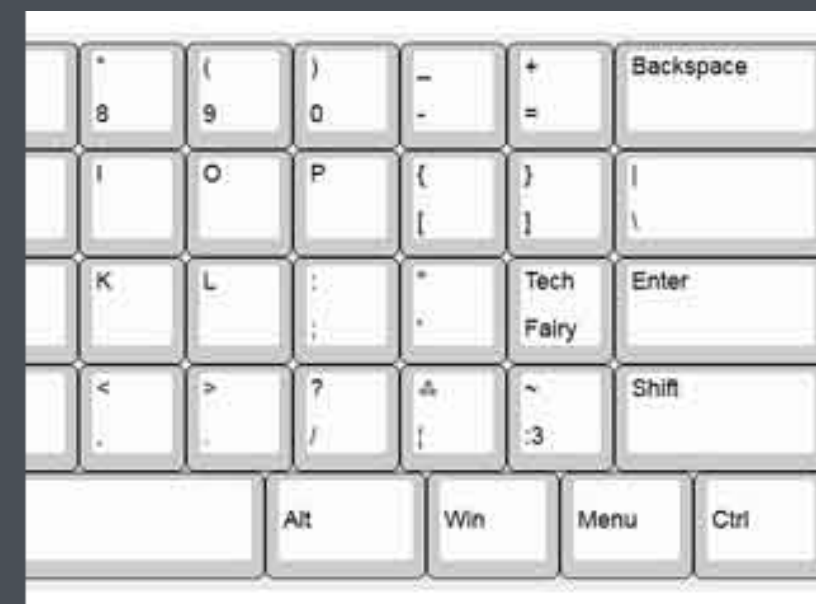 * ( ) _ + Backspace
8 9 0 - =
I O P { } |
[ ] \
K L : " Tech Enter
; ' Fairy
< > ? ⁂ ~ Shift
, . / :3
Alt Win Menu Ctrl